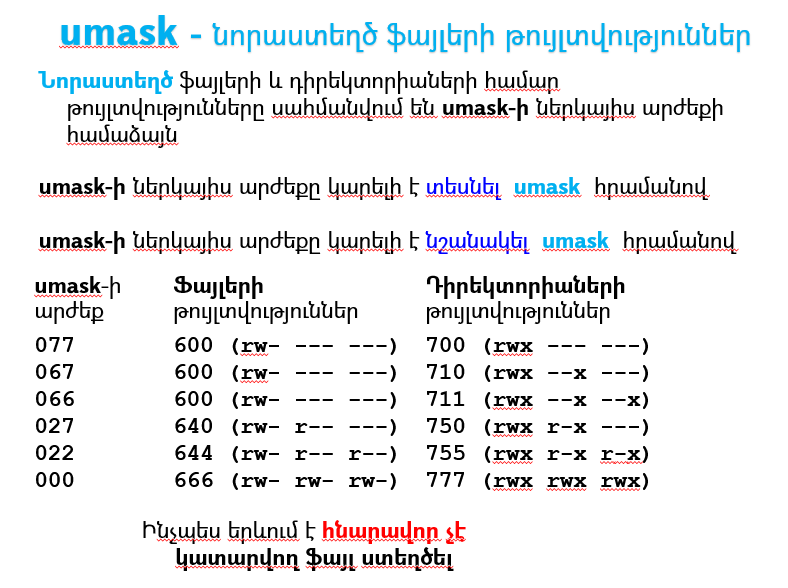 umask - նորաստեղծ ֆայլերի թույլտվություններ
Նորաստեղծ ֆայլերի և դիրեկտորիաների համար
թույլտվությունները սահմանվում են umask-ի ներկայիս արժեքի
համաձայն
umask-ի ներկայիս արժեքը կարելի է տեսնել umask հրամանով
umask-ի ներկայիս արժեքը կարելի է նշանակել umask հրամանով
umask-ի Ֆայլերի Դիրեկտորիաների
արժեք թույլտվություններ թույլտվություններ
077 600 (rw- --- ---) 700 (rwx --- ---)
067 600 (rw- --- ---) 710 (rwx --x ---)
066 600 (rw- --- ---) 711 (rwx --x --x)
027 640 (rw- r-- ---) 750 (rwx r-x ---)
022 644 (rw- r-- r--) 755 (rwx r-x r-x)
000 666 (rw- rw- rw-) 777 (rwx rwx rwx)
Ինչպես երևում է հնարավոր չէ
կատարվող ֆայլ ստեղծել